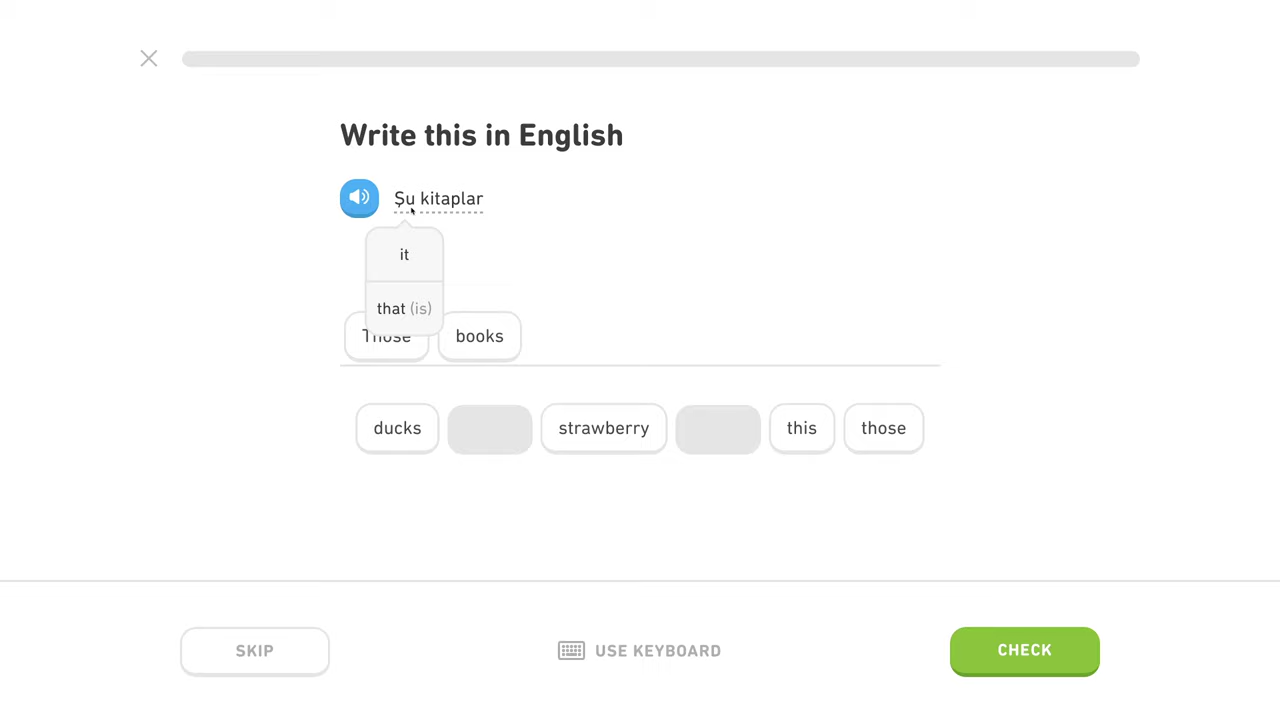 Write this in English
Şu kitaplar
it
that (is)
Those books
ducks strawberry this those
SKIP USE KEYBOARD CHECK